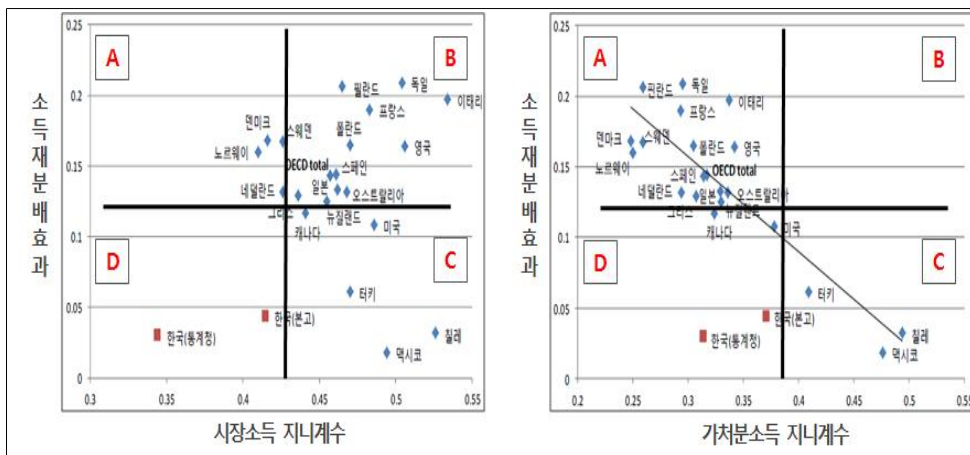 소득재분배효과
0.25
0.2
0.15
0.1
0.05
0
A
B
D
C
필란드
독일
이태리
프랑스
덴마크
스웨덴
폴란드
영국
노르웨이
OECD total
스페인
네덜란드
일본
오스트랄리아
그리스
뉴질랜드
캐나다
미국
터키
한국(본고)
한국(통계청)
칠레
멕시코
0.3
0.35
0.4
0.45
0.5
0.55
시장소득 지니계수
소득재분배효과
0.25
0.2
0.15
0.1
0.05
0
A
B
D
C
핀란드
독일
이태리
프랑스
덴마크
스웨덴
폴란드
영국
노르웨이
스페인
OECD total
네덜란드
일본
오스트랄리아
그리스
뉴질랜드
캐나다
미국
터키
한국(본고)
한국(통계청)
칠레
멕시코
0.2
0.25
0.3
0.35
0.4
0.45
0.5
0.55
가처분소득 지니계수